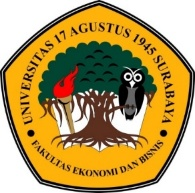 UNIVERSITAS 17 AGUSTUS 1945 SURABAYA
FAKULTAS EKONOMI DAN BISNIS